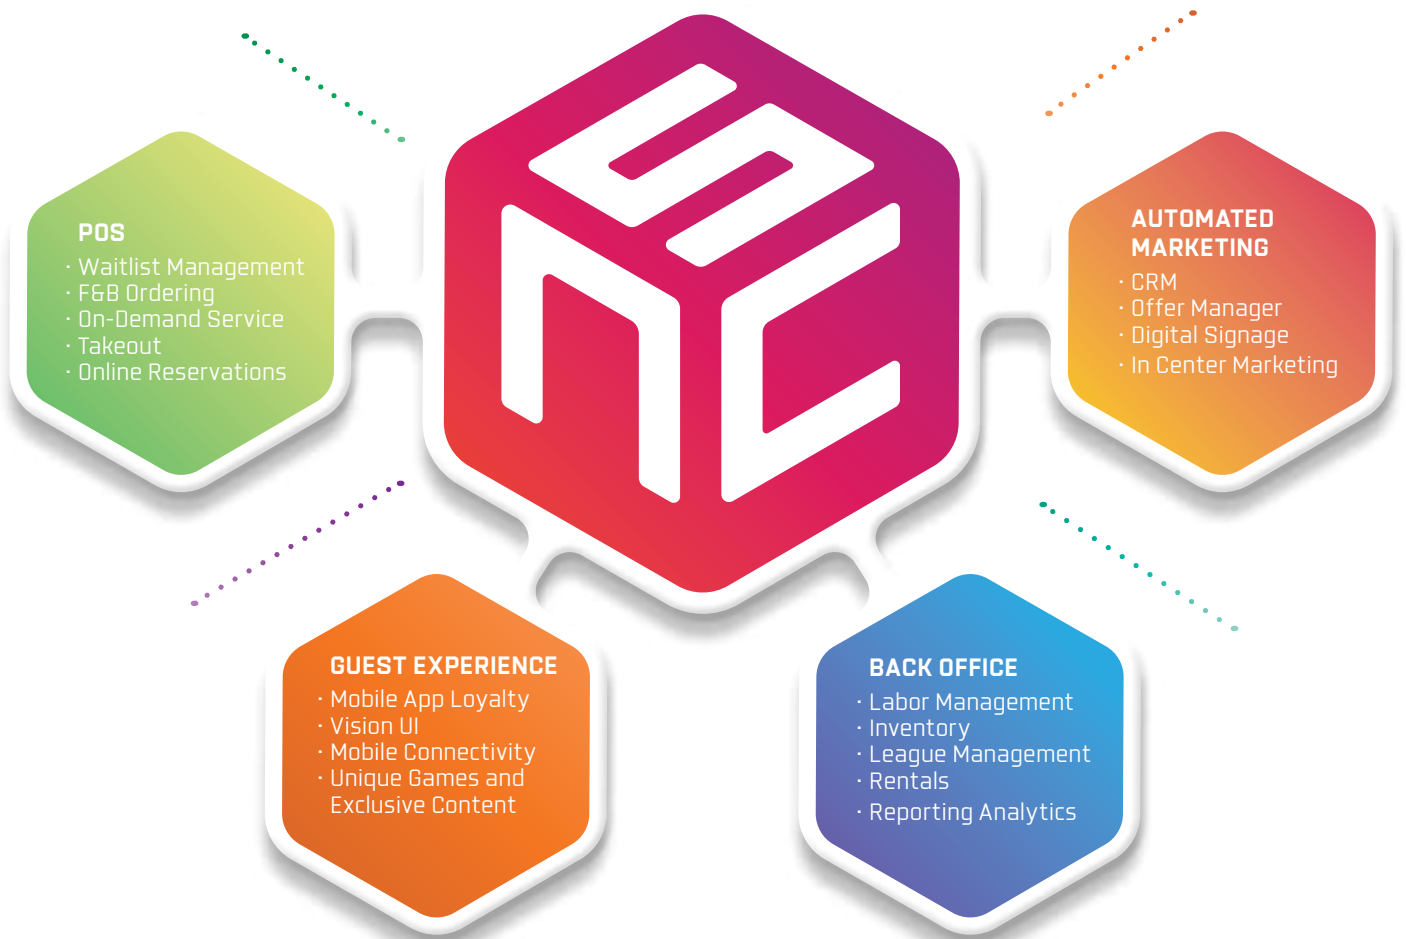 SNC
POS
· Waitlist Management
· F&B Ordering
· On-Demand Service
· Takeout
· Online Reservations
AUTOMATED
MARKETING
· CRM
· Offer Manager
· Digital Signage
· In Center Marketing
GUEST EXPERIENCE
· Mobile App Loyalty
· Vision UI
· Mobile Connectivity
· Unique Games and
Exclusive Content
BACK OFFICE
· Labor Management
· Inventory
· League Management
· Rentals
· Reporting Analytics